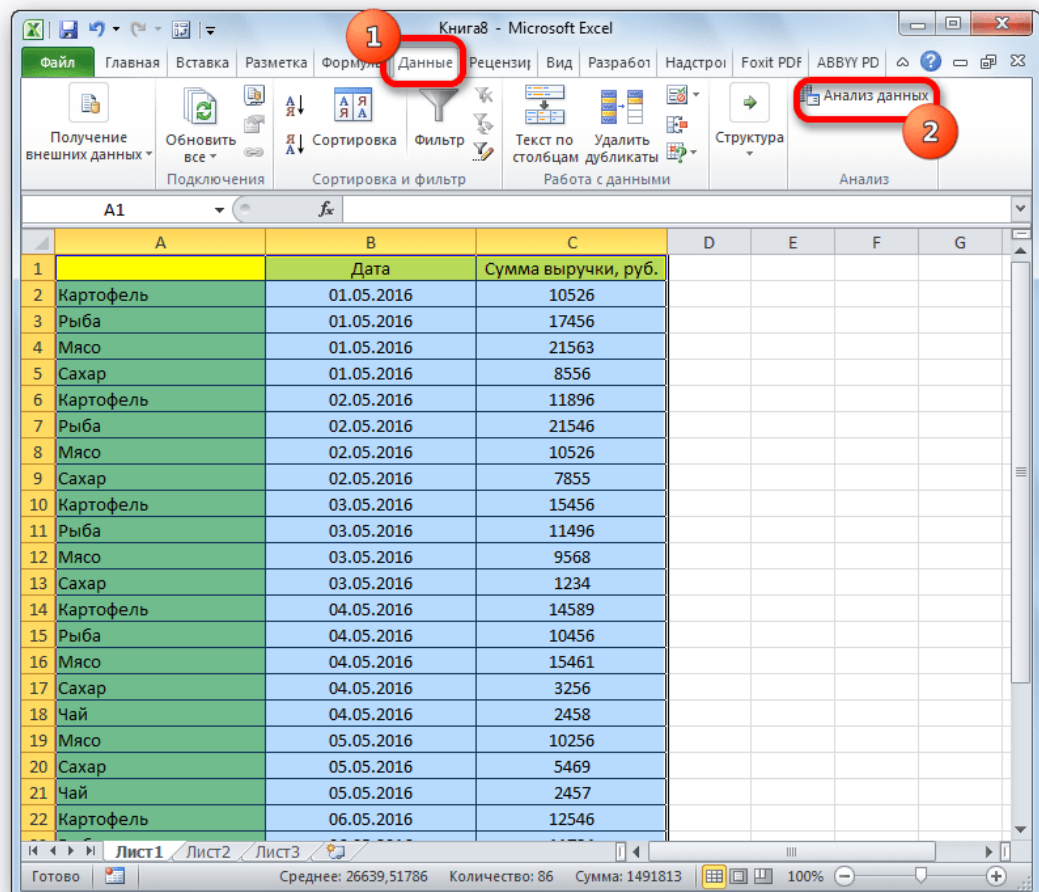 Книга8 - Microsoft Excel
1
Файл Главная Вставка Разметка Формулы Данные Рецензир Вид Разработ Надстрої Foxit PDF ABBYY PD
Анализ данных
2
Получение внешних данных
Обновить все
Сортировка
Фильтр
Текст по столбцам
Удалить дубликаты
Структура
Подключения Сортировка и фильтр Работа с данными Анализ
A1 fx
A B C D E F G
1 Дата Сумма выручки, руб.
2 Картофель 01.05.2016 10526
3 Рыба 01.05.2016 17456
4 Мясо 01.05.2016 21563
5 Сахар 01.05.2016 8556
6 Картофель 02.05.2016 11896
7 Рыба 02.05.2016 21546
8 Мясо 02.05.2016 10526
9 Сахар 02.05.2016 7855
10 Картофель 03.05.2016 15456
11 Рыба 03.05.2016 11496
12 Мясо 03.05.2016 9568
13 Сахар 03.05.2016 1234
14 Картофель 04.05.2016 14589
15 Рыба 04.05.2016 10456
16 Мясо 04.05.2016 15461
17 Сахар 04.05.2016 3256
18 Чай 04.05.2016 2458
19 Мясо 05.05.2016 10256
20 Сахар 05.05.2016 5469
21 Чай 05.05.2016 2457
22 Картофель 06.05.2016 12546
Лист1 Лист2 Лист3
Готово Среднее: 26639,51786 Количество: 86 Сумма: 1491813 100%